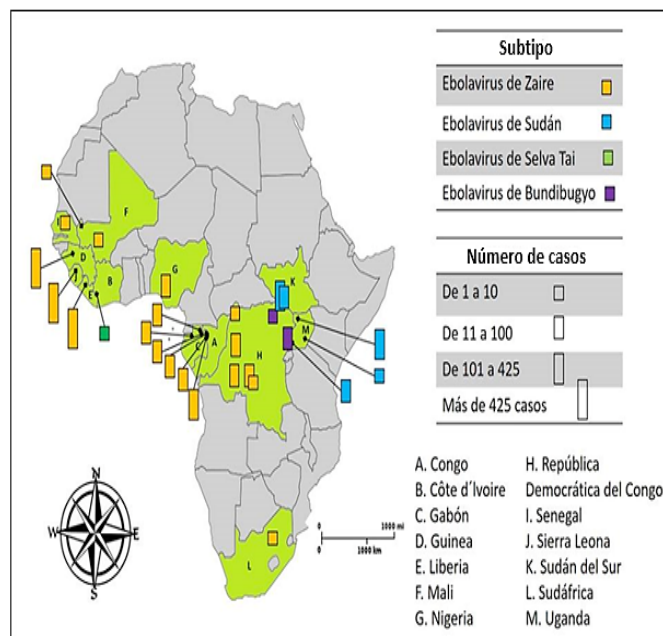 Subtipo
Ebolavirus de Zaire
Ebolavirus de Sudán
Ebolavirus de Selva Tai
Ebolavirus de Bundibugyo
Número de casos
De 1 a 10
De 11 a 100
De 101 a 425
Más de 425 casos
A. Congo
B. Côte d´Ivoire
C. Gabón
D. Guinea
E. Liberia
F. Mali
G. Nigeria
H. República
Democrática del Congo
I. Senegal
J. Sierra Leona
K. Sudán del Sur
L. Sudáfrica
M. Uganda
F
I
D
J
E
B
G
K
C
A
H
M
L
N
W
E
S
0 1000 mi
0 1000 km